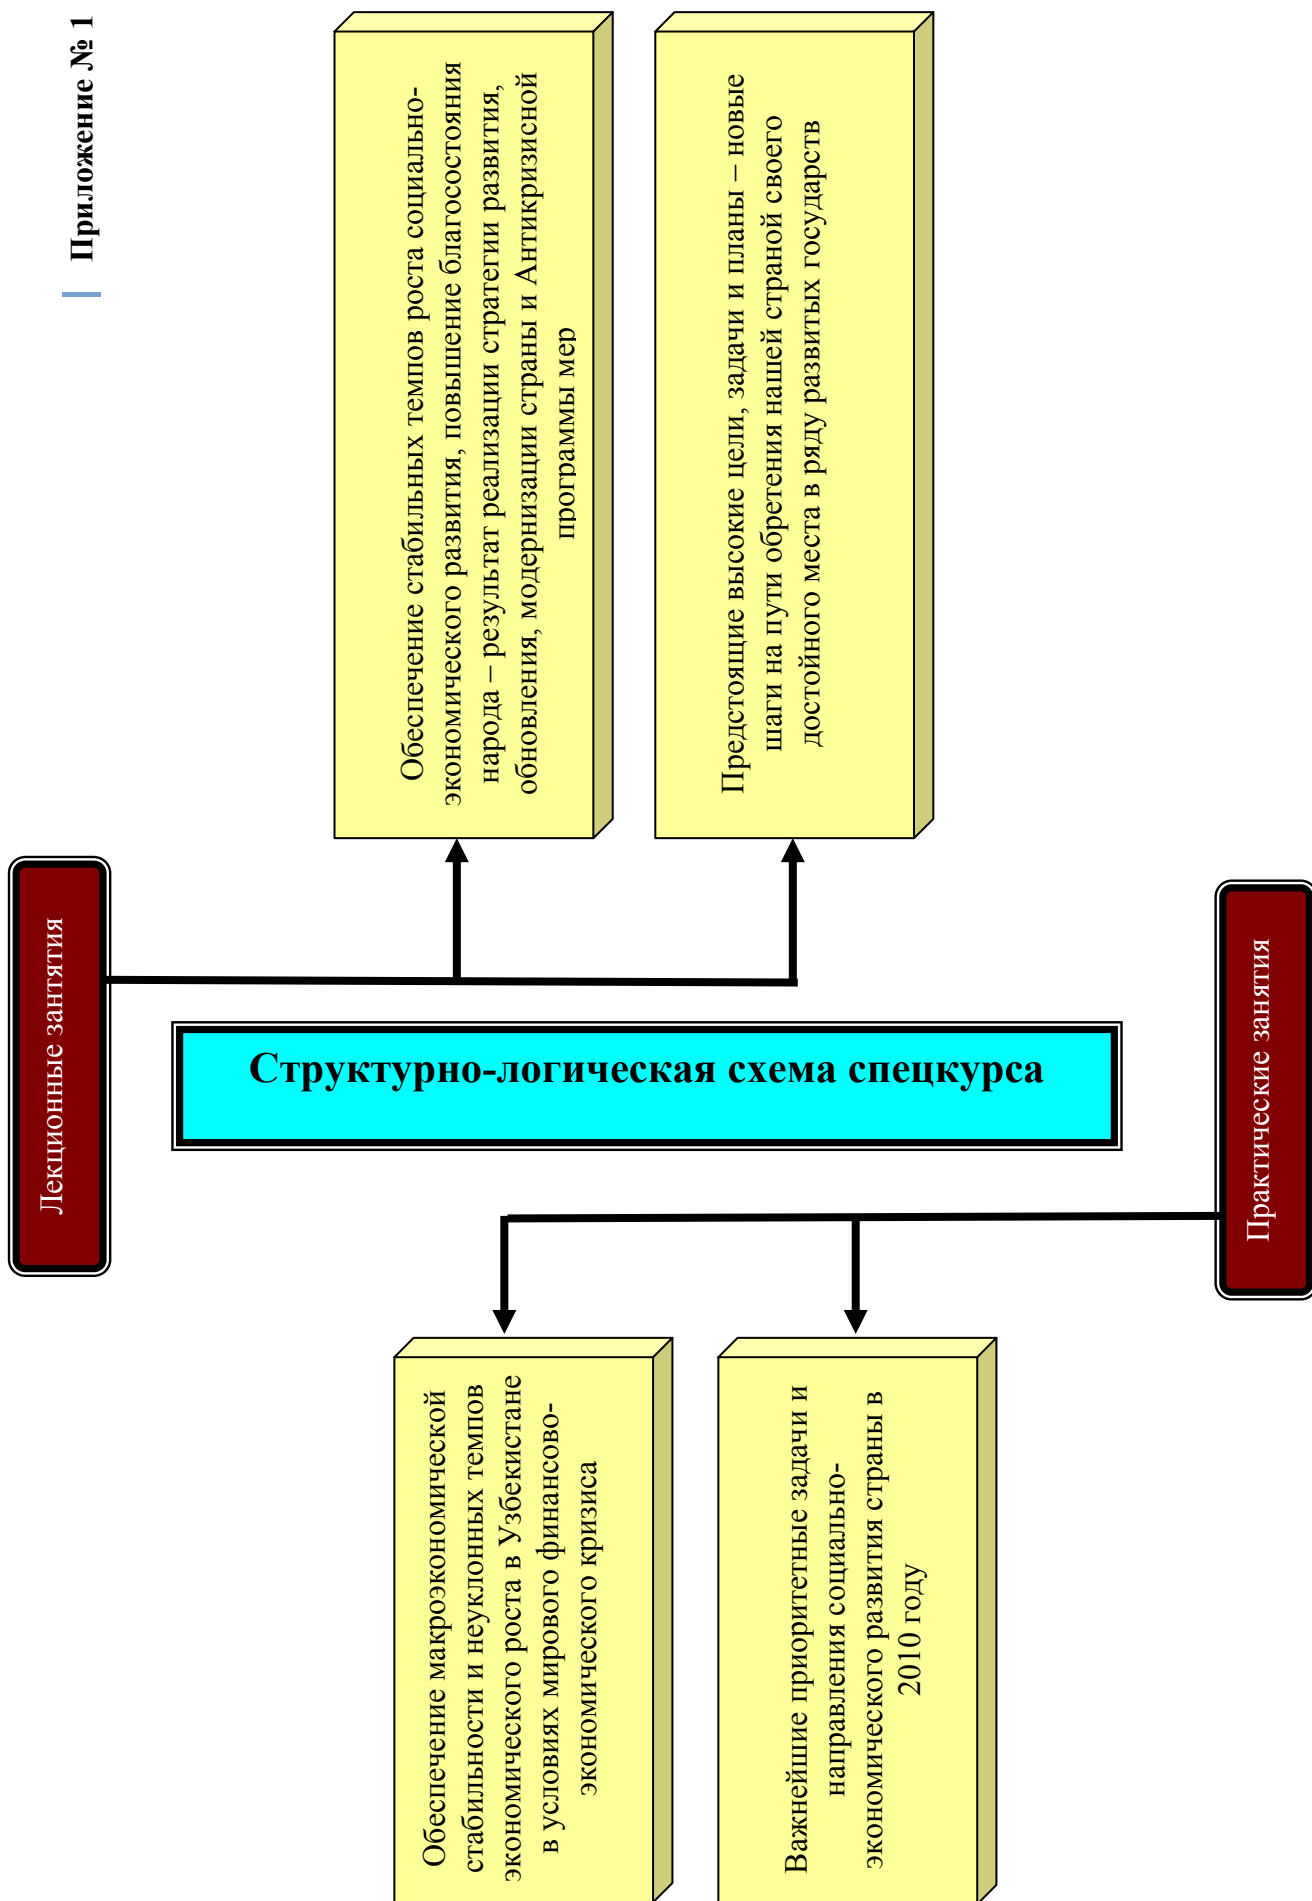 Приложение № 1
Лекционные зантятия
Обеспечение стабильных темпов роста социально-
экономического развития, повышение благосостояния
народа – результат реализации стратегии развития,
обновления, модернизации страны и Антикризисной
программы мер
Предстоящие высокие цели, задачи и планы – новые
шаги на пути обретения нашей страной своего
достойного места в ряду развитых государств
Структурно-логическая схема спецкурса
Обеспечение макроэкономической
стабильности и неуклонных темпов
экономического роста в Узбекистане
в условиях мирового финансово-
экономического кризиса
Важнейшие приоритетные задачи и
направления социально-
экономического развития страны в
2010 году
Практические занятия